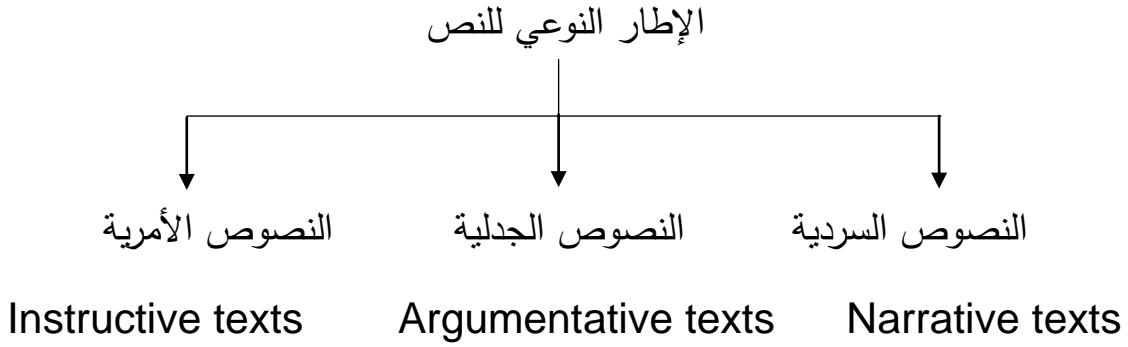 الإطار النوعي للنص
النصوص السردية النصوص الجدلية النصوص الأمرية
Instructive texts Argumentative texts Narrative texts